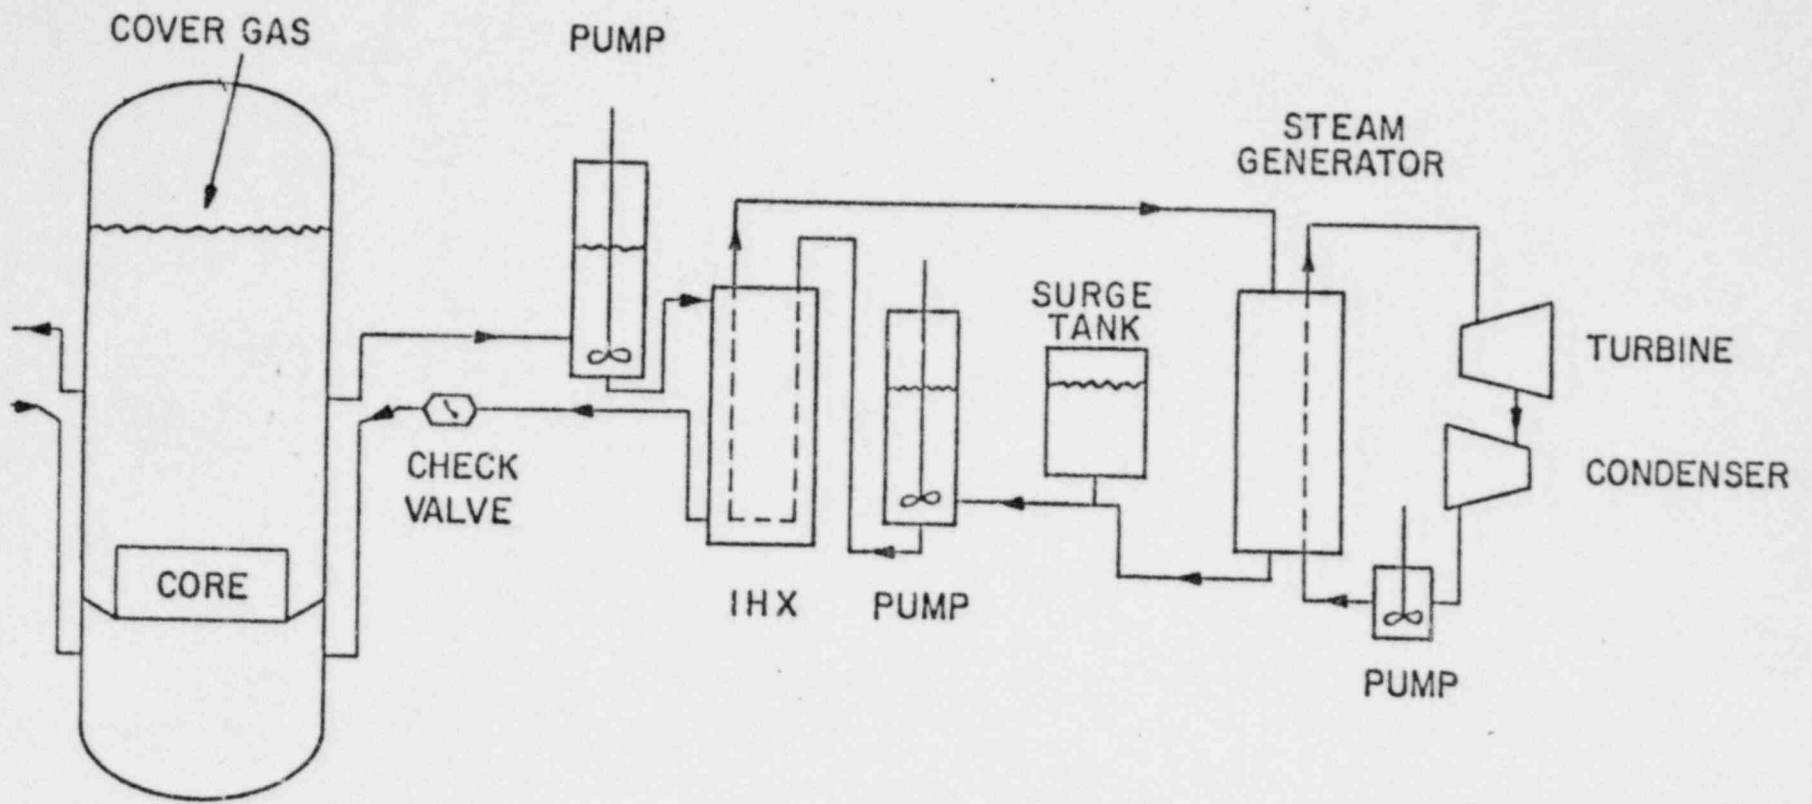 COVER GAS
PUMP
STEAM
GENERATOR
SURGE
TANK
TURBINE
CHECK
VALVE
CONDENSER
CORE
IHX
PUMP
PUMP